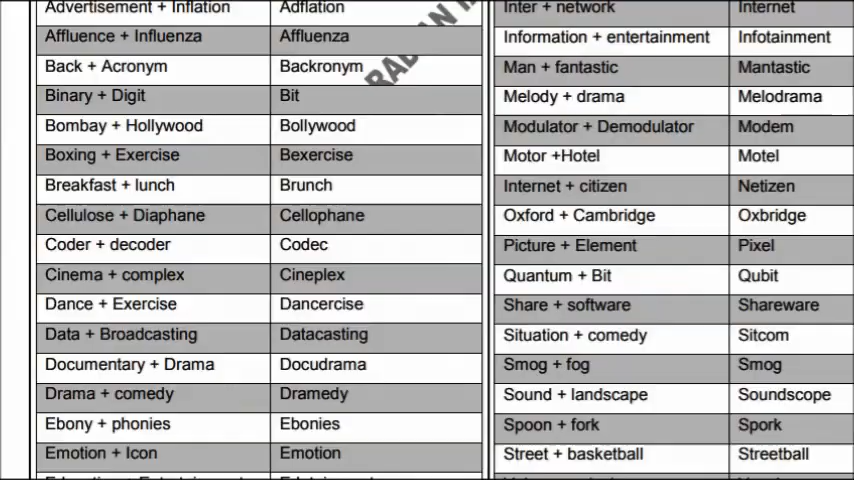 Advertisement + Inflation Adflation
Affluence + Influenza Affluenza
Back + Acronym Backronym
Binary + Digit Bit
Bombay + Hollywood Bollywood
Boxing + Exercise Bexercise
Breakfast + lunch Brunch
Cellulose + Diaphane Cellophane
Coder + decoder Codec
Cinema + complex Cineplex
Dance + Exercise Dancercise
Data + Broadcasting Datacasting
Documentary + Drama Docudrama
Drama + comedy Dramedy
Ebony + phonies Ebonies
Emotion + Icon Emotion
Inter + network Internet
Information + entertainment Infotainment
Man + fantastic Mantastic
Melody + drama Melodrama
Modulator + Demodulator Modem
Motor +Hotel Motel
Internet + citizen Netizen
Oxford + Cambridge Oxbridge
Picture + Element Pixel
Quantum + Bit Qubit
Share + software Shareware
Situation + comedy Sitcom
Smog + fog Smog
Sound + landscape Soundscope
Spoon + fork Spork
Street + basketball Streetball